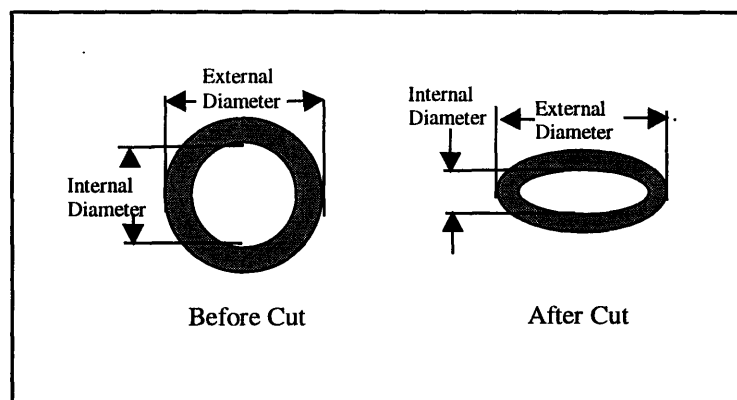 External
Diameter
Internal
Diameter
Before Cut
Internal
Diameter
External
Diameter
After Cut